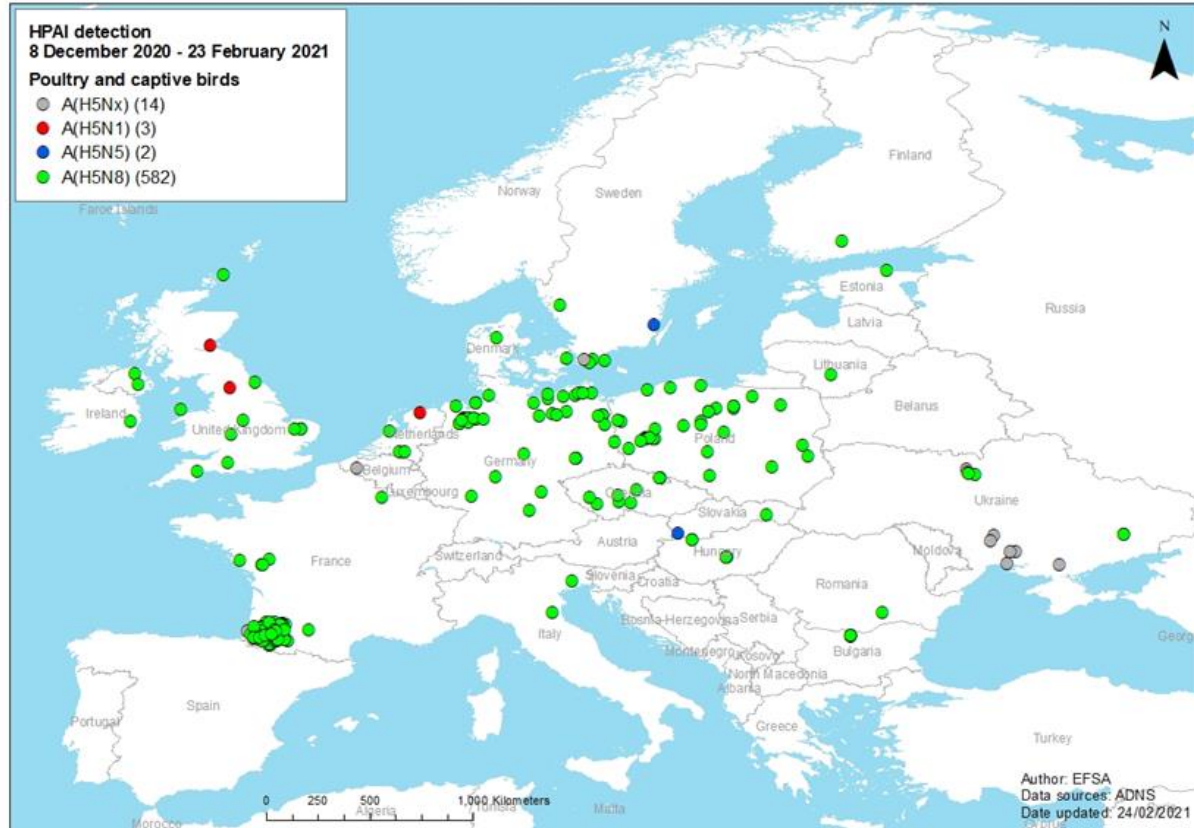 HPAI detection
8 December 2020 - 23 February 2021
Poultry and captive birds
A(H5Nx) (14)
A(H5N1) (3)
A(H5N5) (2)
A(H5N8) (582)
N
Faroe Islands
Norway
Sweden
Finland
Russia
Estonia
Latvia
Lithuania
Denmark
Belarus
Ireland
United Kingdom
Netherlands
Poland
Germany
Belgium
Luxembourg
Ukraine
Slovakia
France
Austria
Hungary
Moldova
Switzerland
Slovenia
Croatia
Romania
Bosnia-Herzegovina
Serbia
Italy
Montenegro
Kosovo
Bulgaria
North Macedonia
Albania
Portugal
Spain
Greece
Turkey
0 250 500 1,000 Kilometers
Morocco
Algeria
Tunisia
Malta
Author: EFSA
Data sources: ADNS
Date updated: 24/02/2021